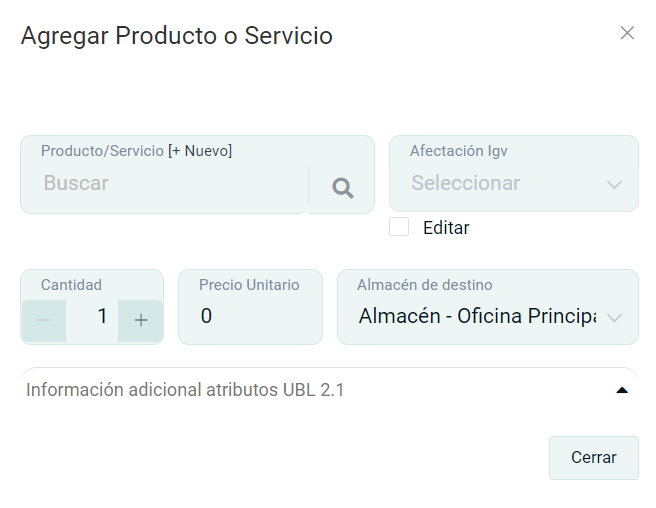 Agregar Producto o Servicio
Producto/Servicio [+ Nuevo]
Buscar
Afectación Igv
Seleccionar
Editar
Cantidad
1
Precio Unitario
0
Almacén de destino
Almacén - Oficina Principa
Información adicional atributos UBL 2.1
Cerrar